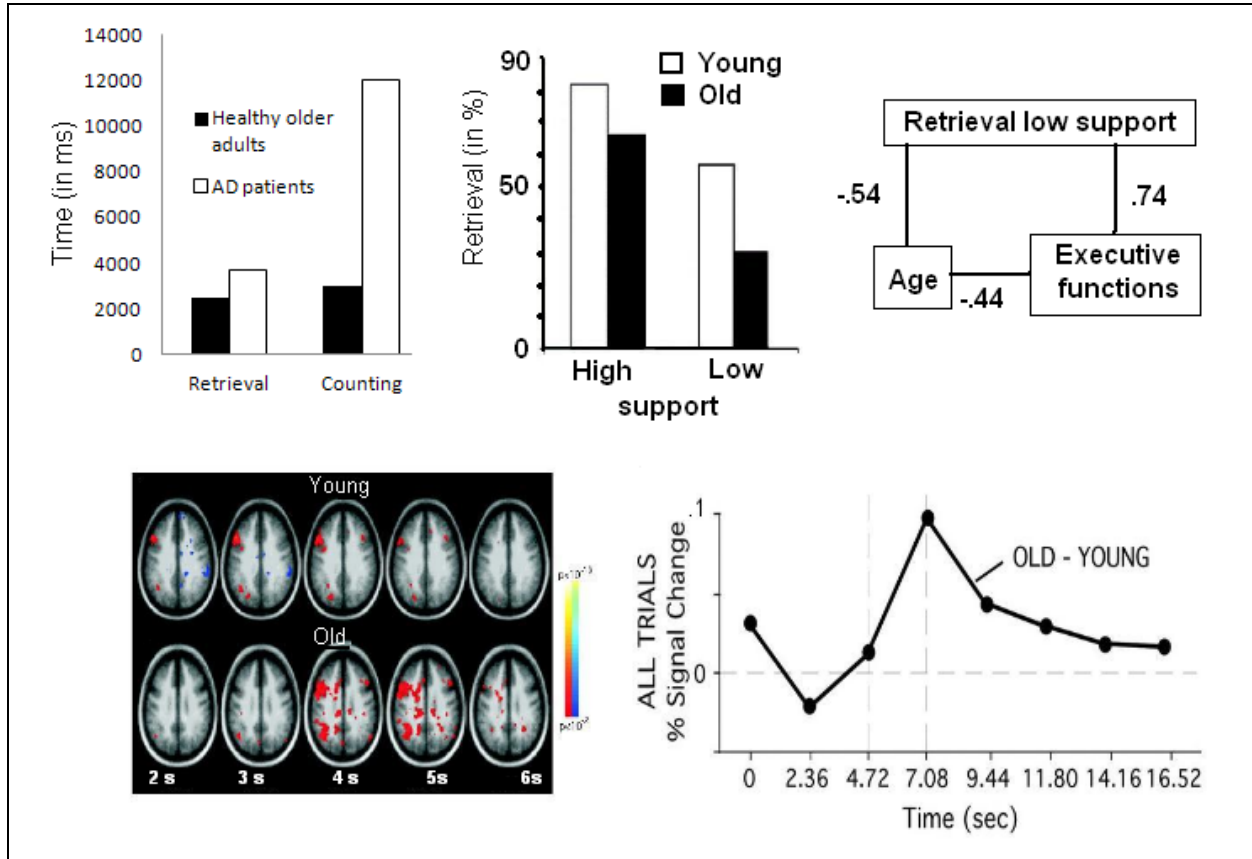 14000
12000
10000
8000
6000
4000
2000
0
Time (in ms)
Healthy older
adults
AD patients
Retrieval
Counting
90
50
0
Retrieval (in %)
Young
Old
High
Low
support
Retrieval low support
-.54
.74
Age
-.44
Executive
functions
Young
Old
2 s
3 s
4 s
5s
6s
.1
0
ALL TRIALS
% Signal Change
OLD - YOUNG
0
2.36
4.72
7.08
9.44
11.80
14.16
16.52
Time (sec)